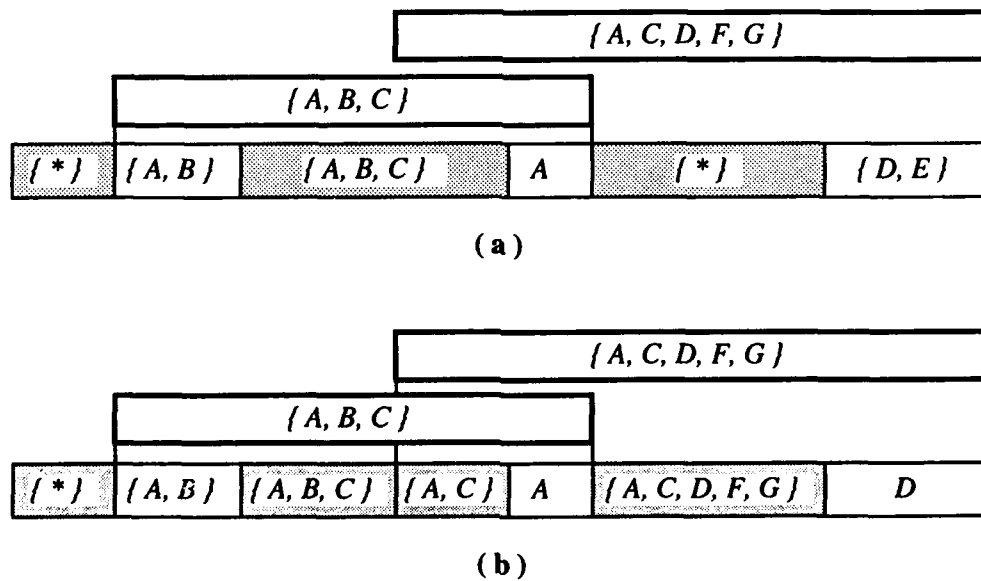 { A, C, D, F, G }
{ A, B, C }
{ * } { A, B } { A, B, C } A { * } { D, E }
( a )
{ A, C, D, F, G }
{ A, B, C }
{ * } { A, B } { A, B, C } { A, C } A { A, C, D, F, G } D
( b )